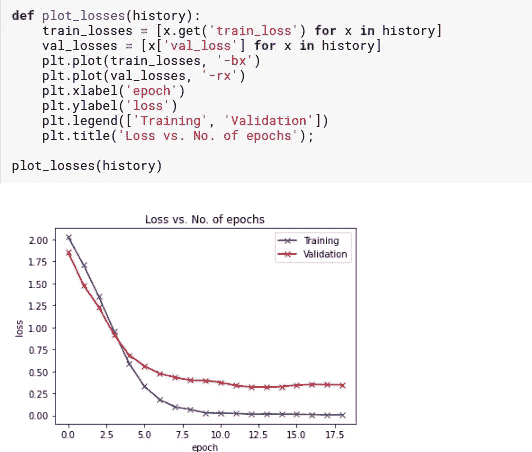 def plot_losses(history):
    train_losses = [x.get('train_loss') for x in history]
    val_losses = [x['val_loss'] for x in history]
    plt.plot(train_losses, '-bx')
    plt.plot(val_losses, '-rx')
    plt.xlabel('epoch')
    plt.ylabel('loss')
    plt.legend(['Training', 'Validation'])
    plt.title('Loss vs. No. of epochs');
plot_losses(history)
Loss vs. No. of epochs
Training
Validation
2.00
1.75
1.50
1.25
1.00
0.75
0.50
0.25
0.00
loss
0.0 2.5 5.0 7.5 10.0 12.5 15.0 17.5
epoch